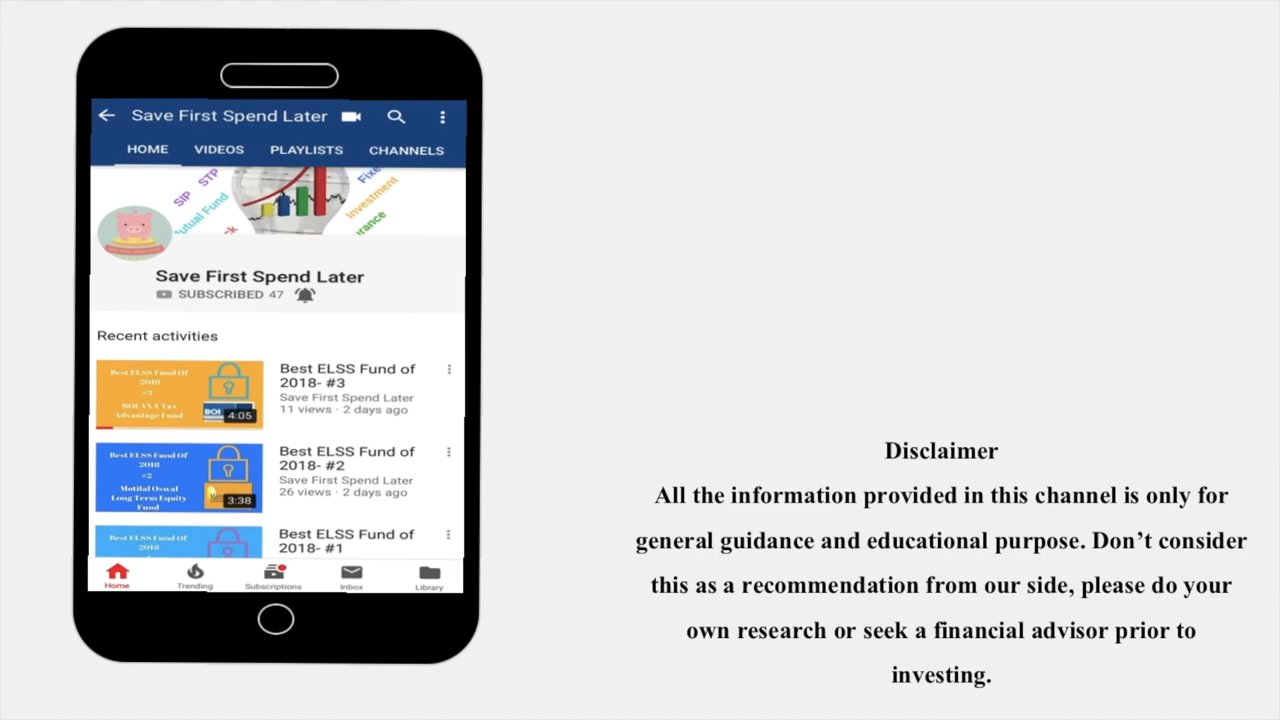 Save First Spend Later
HOME VIDEOS PLAYLISTS CHANNELS
SIP STP
Mutual Fund
Investment
Save First Spend Later
SUBSCRIBED 47
Recent activities
Best ELSS Fund Of
2018
#3
BOI AXA Tax
Advantage Fund
BOI
4:05
Best ELSS Fund of
2018- #3
Save First Spend Later
11 views · 2 days ago
Best ELSS Fund Of
2018
#2
Motilal Oswal
Long Term Equity
Fund
3:38
Best ELSS Fund of
2018- #2
Save First Spend Later
26 views · 2 days ago
Best ELSS Fund Of
2018
Best ELSS Fund of
2018- #1
Home Trending Subscriptions Inbox Library
Disclaimer
All the information provided in this channel is only for
general guidance and educational purpose. Don’t consider
this as a recommendation from our side, please do your
own research or seek a financial advisor prior to
investing.